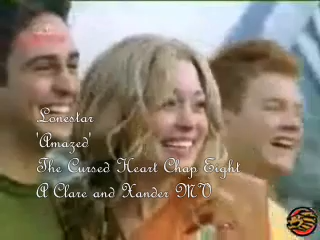 Lonestar
'Amazed'
The Cursed Heart Chap Eight
A Clare and Xander MV